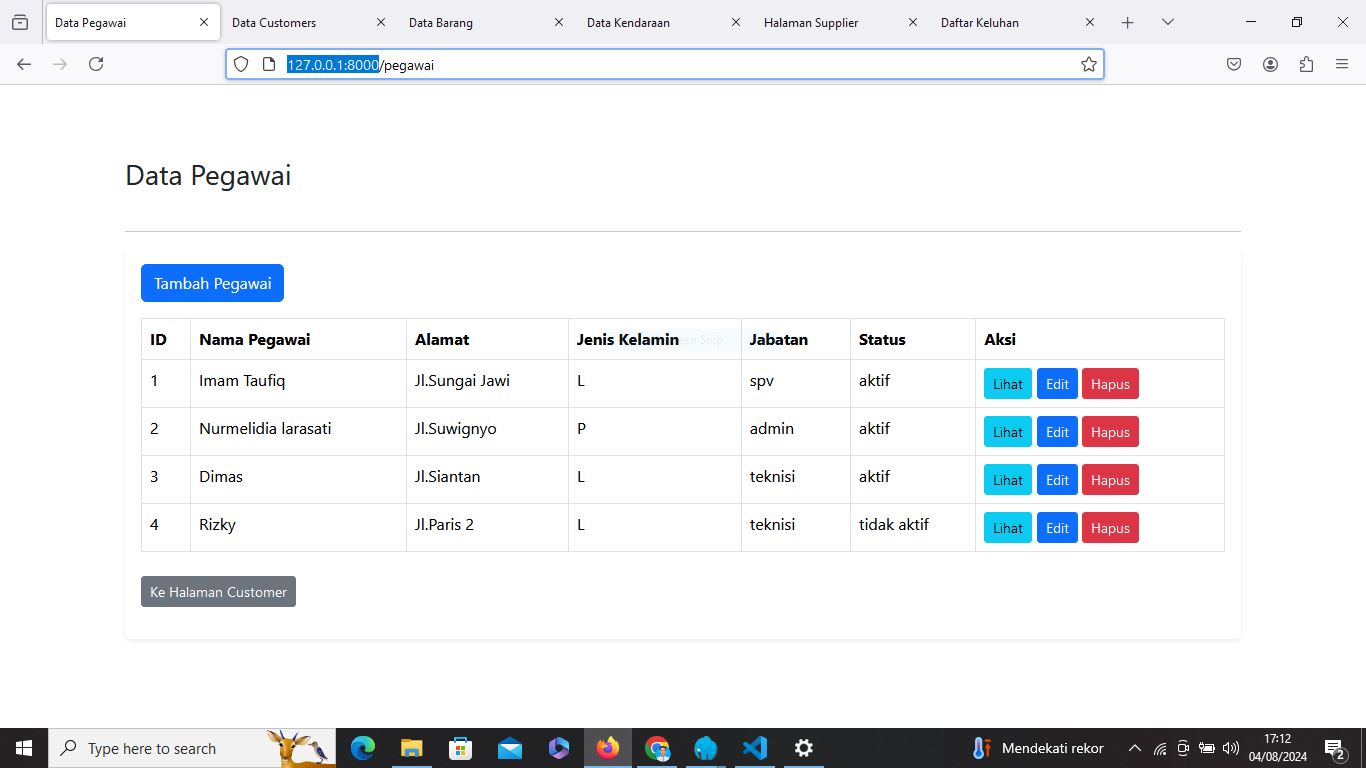 Data Pegawai
Data Customers
Data Barang
Data Kendaraan
Halaman Supplier
Daftar Keluhan
127.0.0.1:8000/pegawai
Data Pegawai
Tambah Pegawai
ID Nama Pegawai Alamat Jenis Kelamin Jabatan Status Aksi
1 Imam Taufiq Jl.Sungai Jawi L spv aktif Lihat Edit Hapus
2 Nurmelidia larasati Jl.Suwignyo P admin aktif Lihat Edit Hapus
3 Dimas Jl.Siantan L teknisi aktif Lihat Edit Hapus
4 Rizky Jl.Paris 2 L teknisi tidak aktif Lihat Edit Hapus
Ke Halaman Customer
Type here to search
Mendekati rekor
17:12
04/08/2024
2